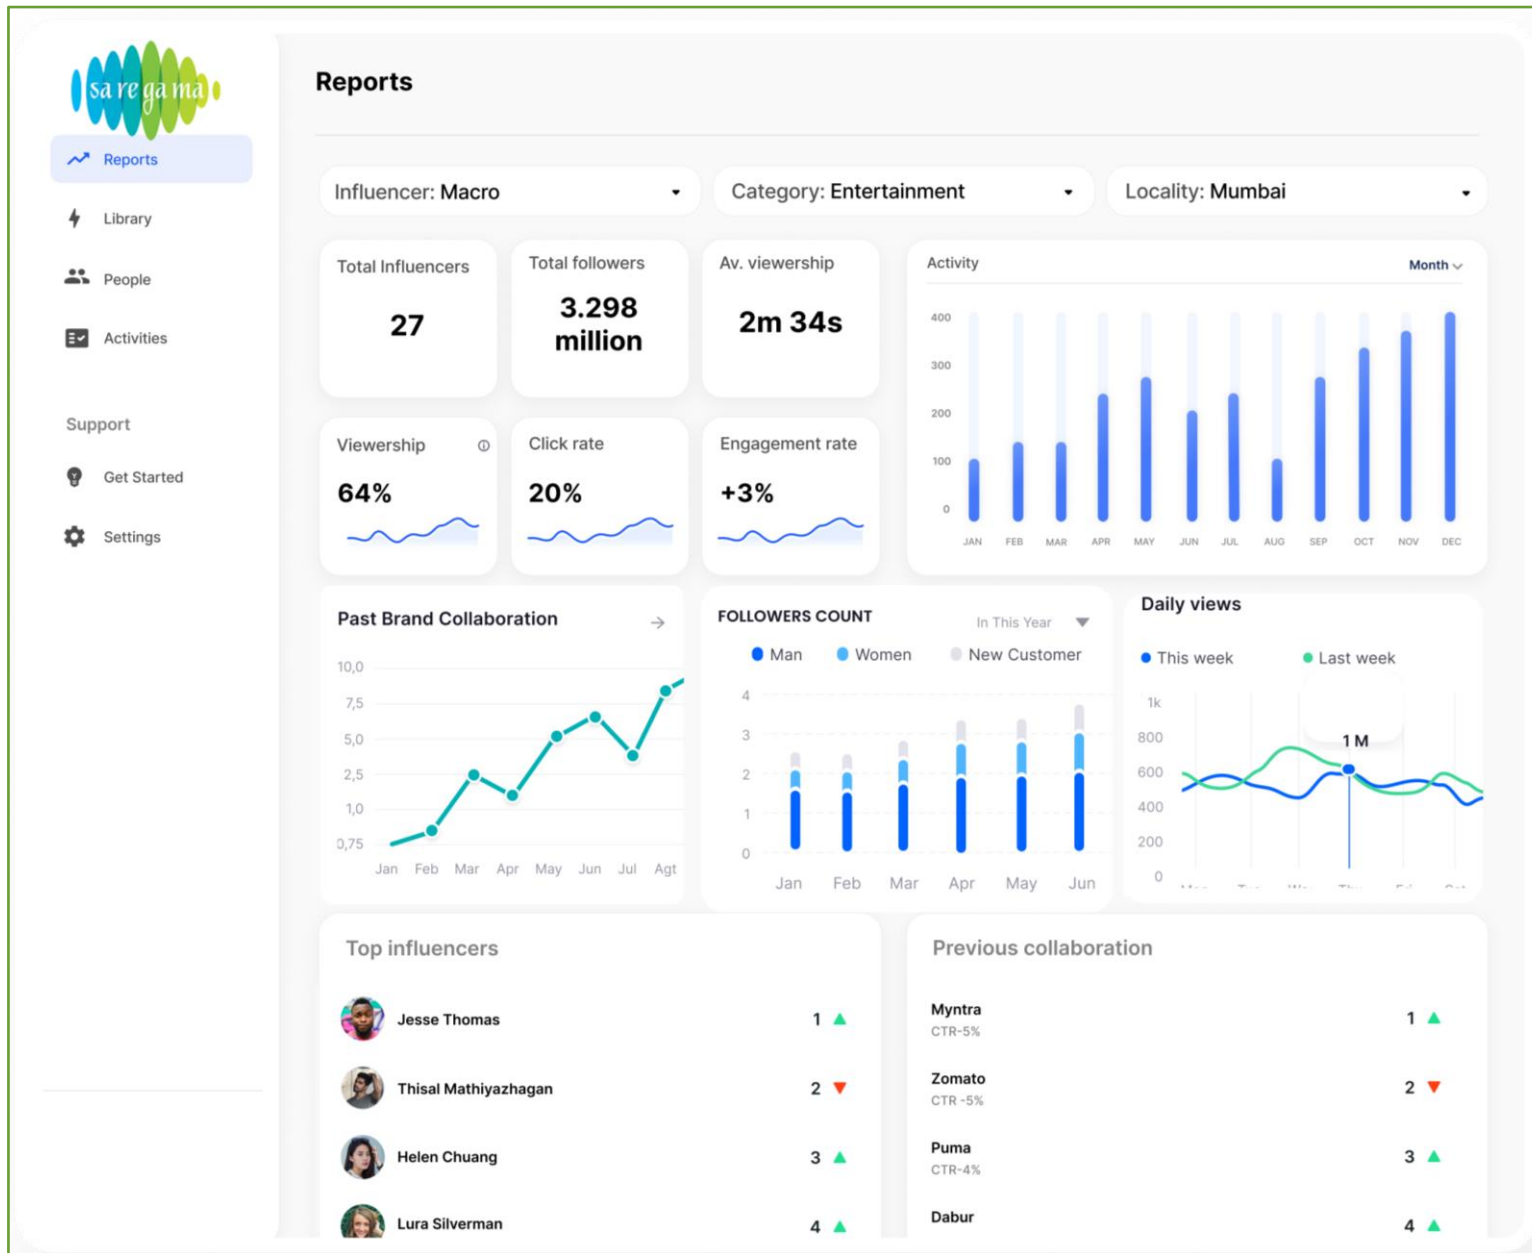 sa re ga ma
Reports
Library
People
Activities
Support
Get Started
Settings
Reports
Influencer: Macro
Category: Entertainment
Locality: Mumbai
Total Influencers
27
Total followers
3.298
million
Av. viewership
2m 34s
Viewership
64%
Click rate
20%
Engagement rate
+3%
Activity
Month
400
300
200
100
0
JAN FEB MAR APR MAY JUN JUL AUG SEP OCT NOV DEC
Past Brand Collaboration
10,0
7,5
5,0
2,5
1,0
0,75
Jan Feb Mar Apr May Jun Jul Agt
FOLLOWERS COUNT
In This Year
Man Women New Customer
4
3
2
1
0
Jan Feb Mar Apr May Jun
Daily views
This week Last week
1k
800
600
400
200
0
1 M
Top influencers
Jesse Thomas 1
Thisal Mathiyazhagan 2
Helen Chuang 3
Lura Silverman 4
Previous collaboration
Myntra 1
CTR-5%
Zomato 2
CTR -5%
Puma 3
CTR-4%
Dabur 4